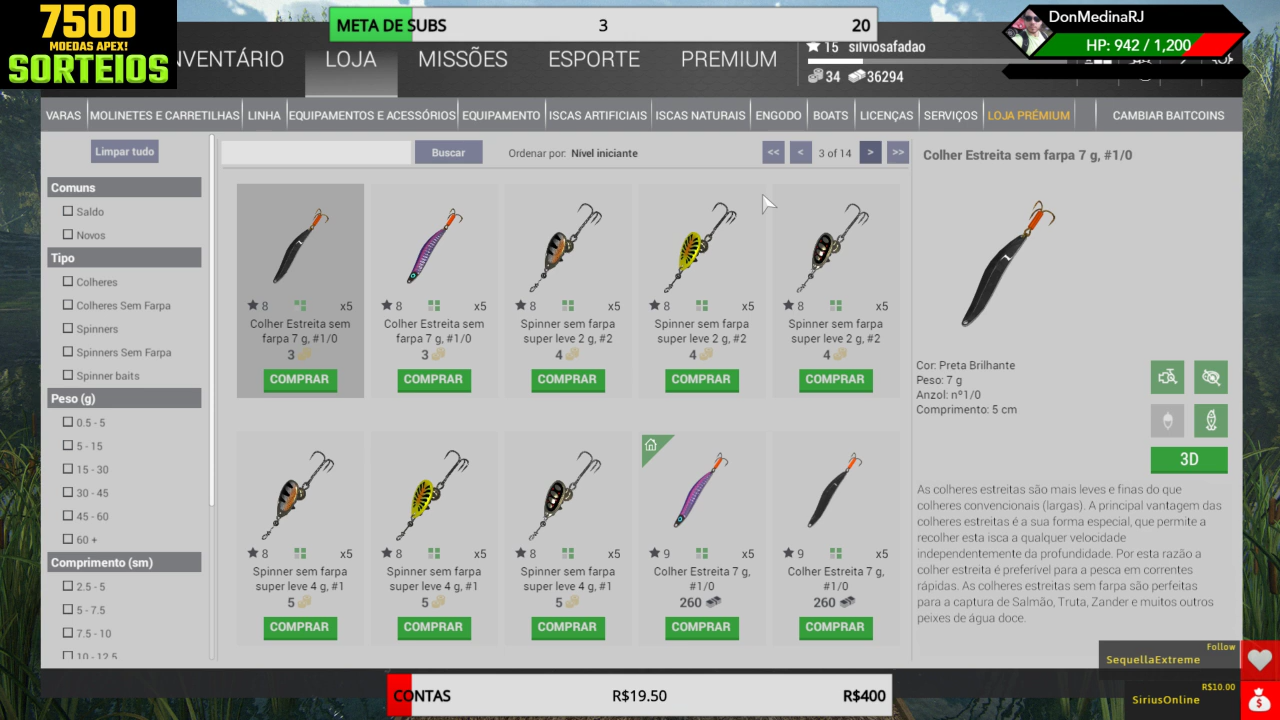 7500
MOEDAS APEX!
SORTEIOS
META DE SUBS 3 20
DonMedinaRJ
HP: 942 / 1,200
NVENTÁRIO LOJA MISSÕES ESPORTE PREMIUM
15 silviosafadao
34 36294
VARAS MOLINETES E CARRETILHAS LINHA EQUIPAMENTOS E ACESSÓRIOS EQUIPAMENTO ISCAS ARTIFICIAIS ISCAS NATURAIS ENGODO BOATS LICENÇAS SERVIÇOS LOJA PRÊMIUM CAMBIAR BAITCOINS
Limpar tudo
Buscar
Ordenar por: Nível iniciante
<< < 3 of 14 > >>
Comuns
Saldo
Novos
Tipo
Colheres
Colheres Sem Farpa
Spinners
Spinners Sem Farpa
Spinner baits
Peso (g)
0.5 - 5
5 - 15
15 - 30
30 - 45
45 - 60
60 +
Comprimento (sm)
2.5 - 5
5 - 7.5
7.5 - 10
10 - 12.5
8 x5
Colher Estreita sem
farpa 7 g, #1/0
3
COMPRAR
8 x5
Colher Estreita sem
farpa 7 g, #1/0
3
COMPRAR
8 x5
Spinner sem farpa
super leve 2 g, #2
4
COMPRAR
8 x5
Spinner sem farpa
super leve 2 g, #2
4
COMPRAR
8 x5
Spinner sem farpa
super leve 2 g, #2
4
COMPRAR
8 x5
Spinner sem farpa
super leve 4 g, #1
5
COMPRAR
8 x5
Spinner sem farpa
super leve 4 g, #1
5
COMPRAR
8 x5
Spinner sem farpa
super leve 4 g, #1
5
COMPRAR
9 x5
Colher Estreita 7 g,
#1/0
260
COMPRAR
9 x5
Colher Estreita 7 g,
#1/0
260
COMPRAR
Colher Estreita sem farpa 7 g, #1/0
Cor: Preta Brilhante
Peso: 7 g
Anzol: nº1/0
Comprimento: 5 cm
3D
As colheres estreitas são mais leves e finas do que
colheres convencionais (largas). A principal vantagem das
colheres estreitas é a sua forma especial, que permite a
recolher esta isca a qualquer velocidade
independentemente da profundidade. Por esta razão a
colher estreita é preferível para a pesca em correntes
rápidas. As colheres estreitas sem farpa são perfeitas
para a captura de Salmão, Truta, Zander e muitos outros
peixes de água doce.
Follow
SequellaExtreme
R$10.00
SiriusOnline
CONTAS R$19.50 R$400